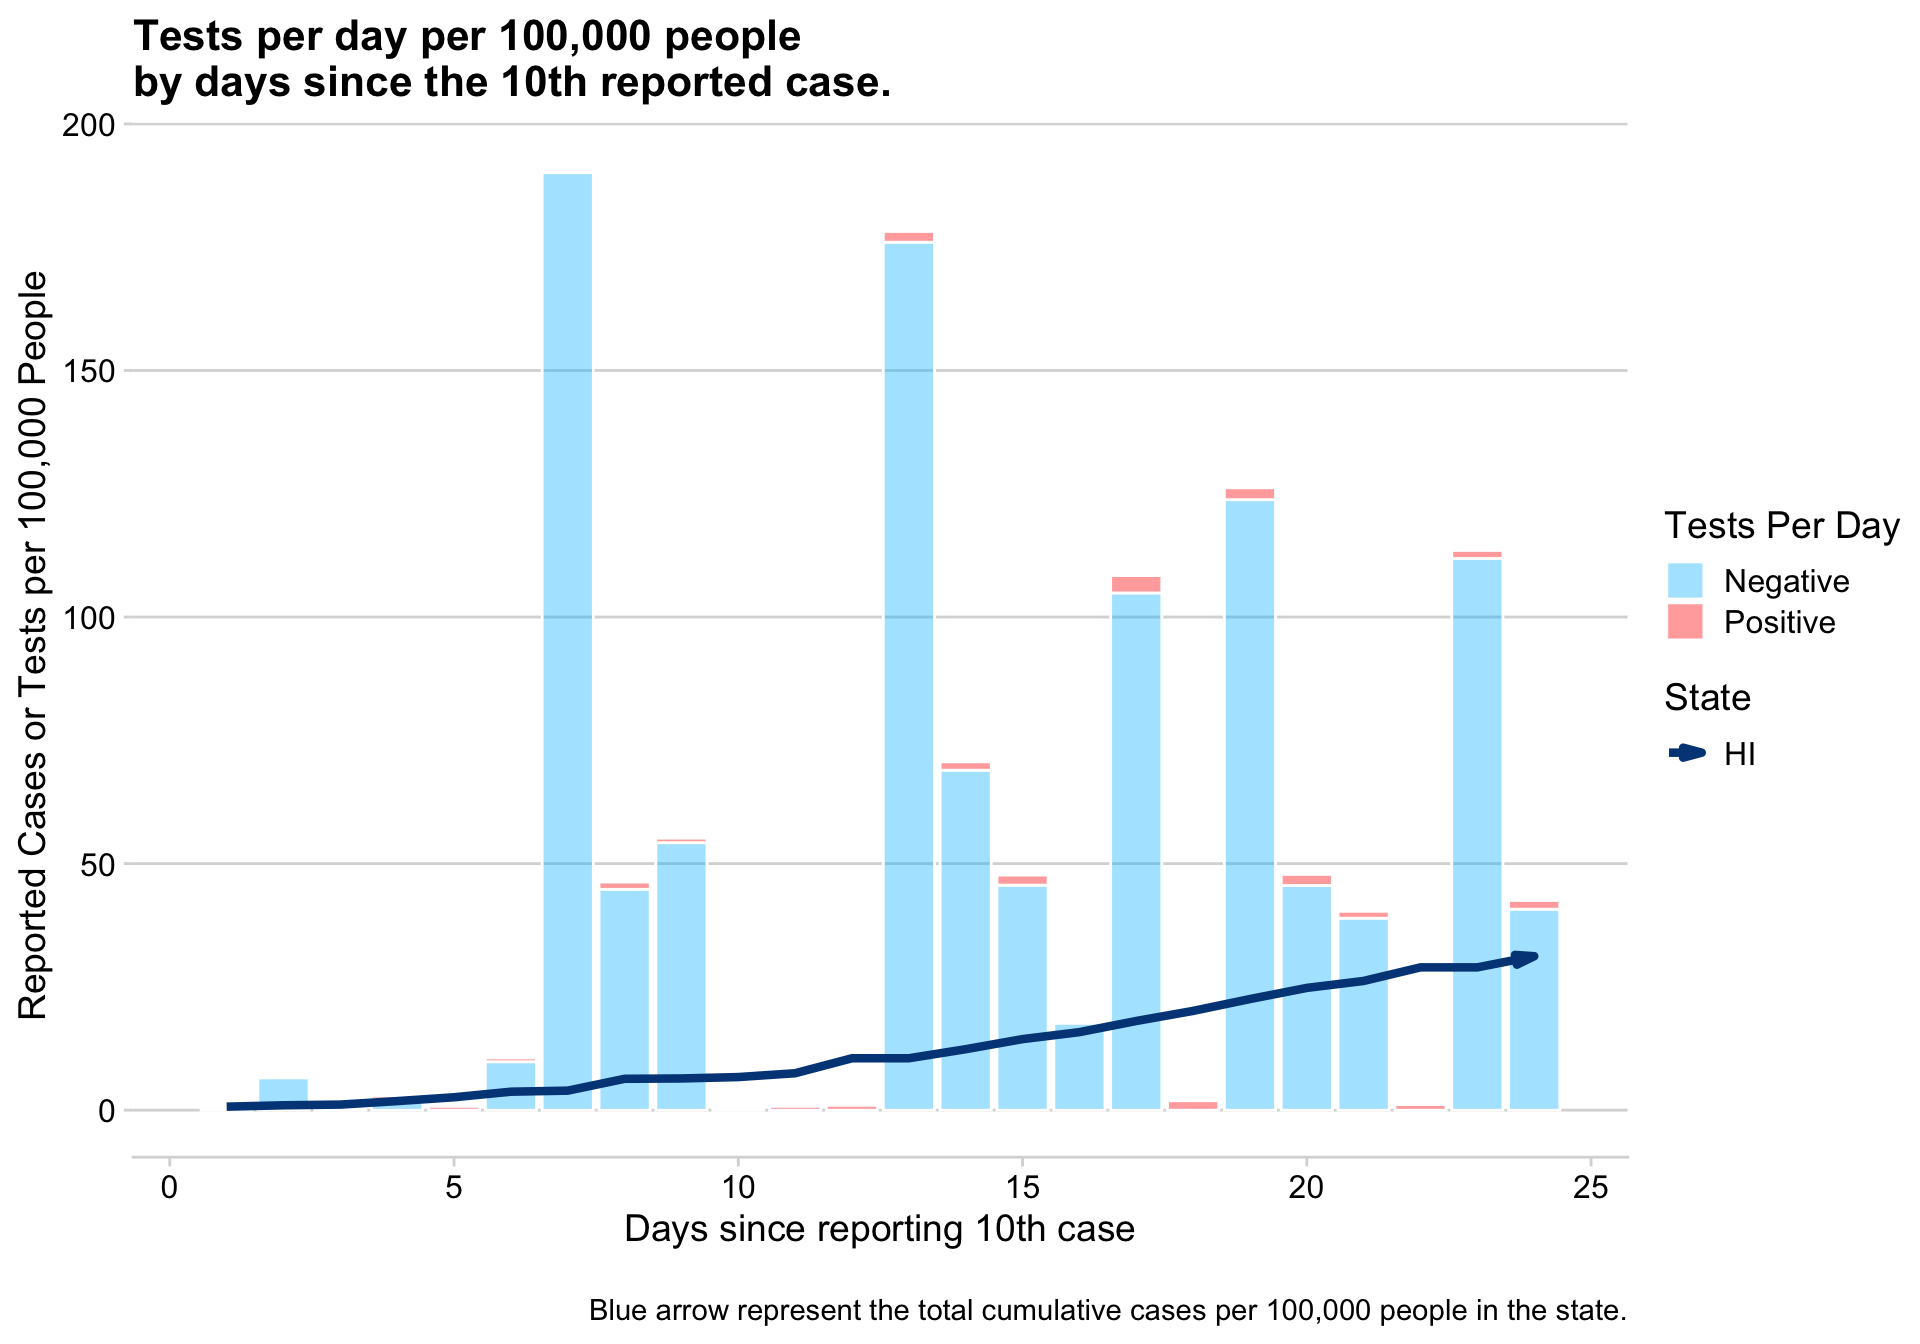 Tests per day per 100,000 people
by days since the 10th reported case.
Reported Cases or Tests per 100,000 People
200
150
100
50
0
0 5 10 15 20 25
Days since reporting 10th case
Tests Per Day
Negative
Positive
State
HI
Blue arrow represent the total cumulative cases per 100,000 people in the state.